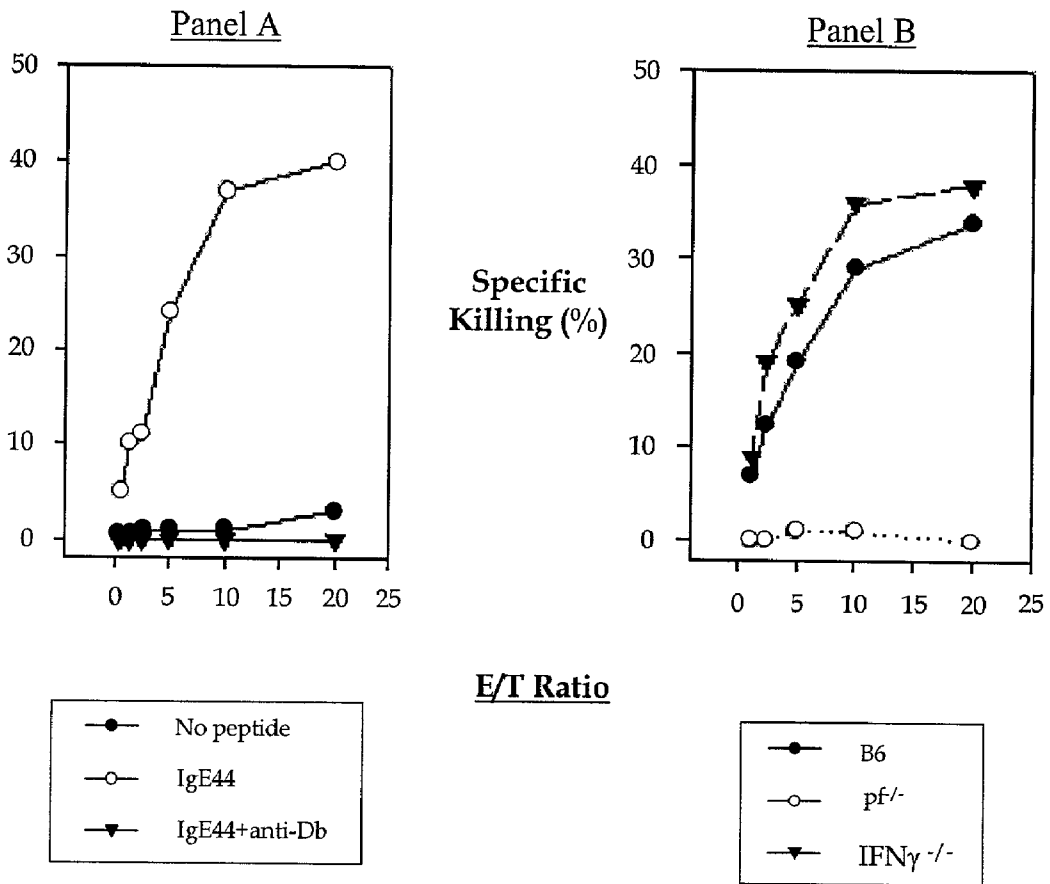 Panel A
Panel B
50
40
30
20
10
0
0 5 10 15 20 25
Specific
Killing (%)
50
40
30
20
10
0
0 5 10 15 20 25
E/T Ratio
No peptide
IgE44
IgE44+anti-Db
B6
pf-/-
IFNγ -/-